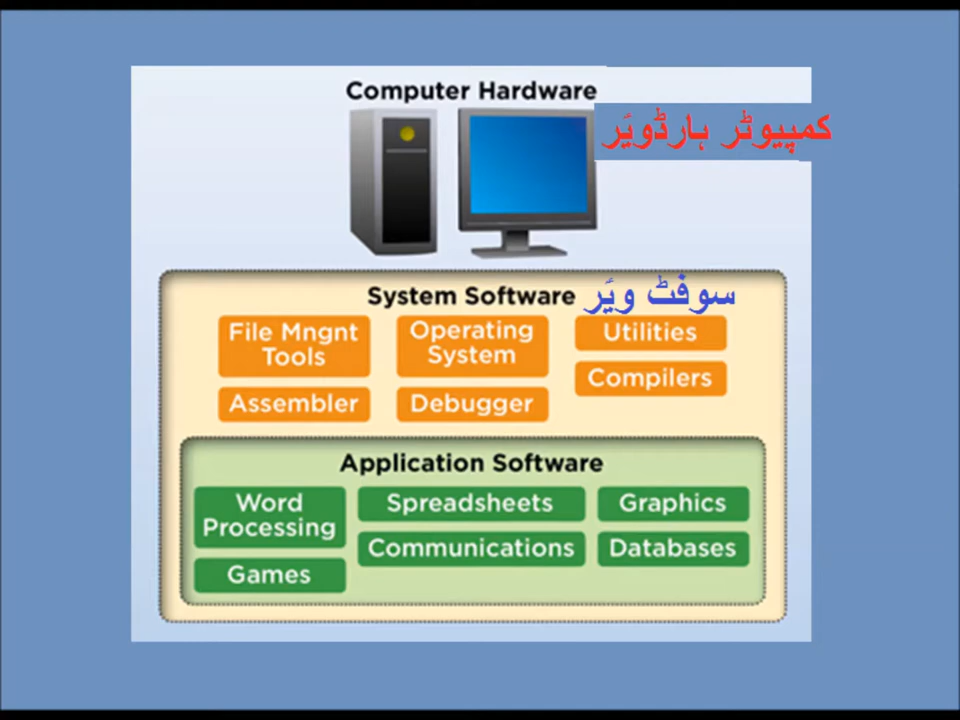 Computer Hardware
کمپیوٹر ہارڈویَر
System Software سوفٹ ویَر
File Mngnt
Tools
Operating
System
Utilities
Compilers
Assembler
Debugger
Application Software
Word
Processing
Spreadsheets
Graphics
Communications
Databases
Games